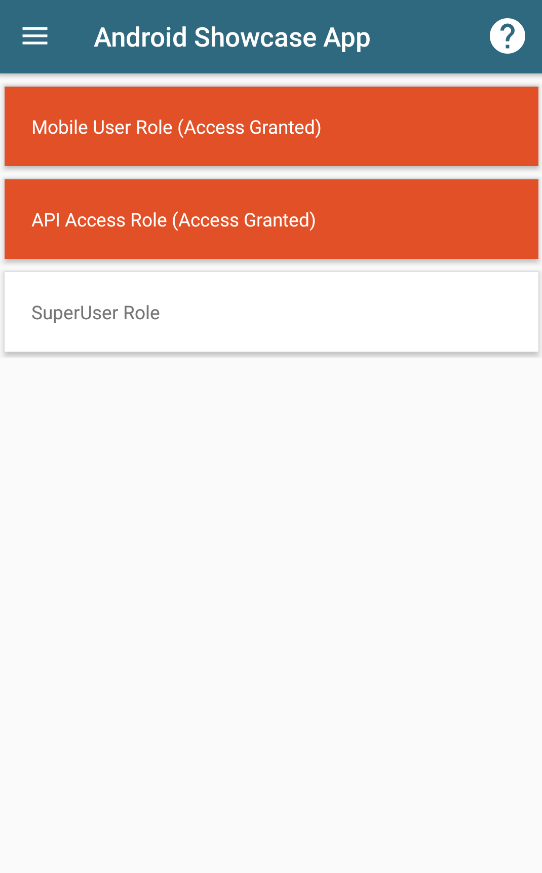 Android Showcase App
?
Mobile User Role (Access Granted)
API Access Role (Access Granted)
SuperUser Role